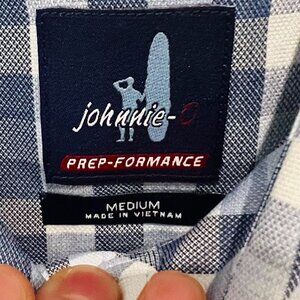 johnnie-O
PREP-FORMANCE
MEDIUM
MADE IN VIETNAM